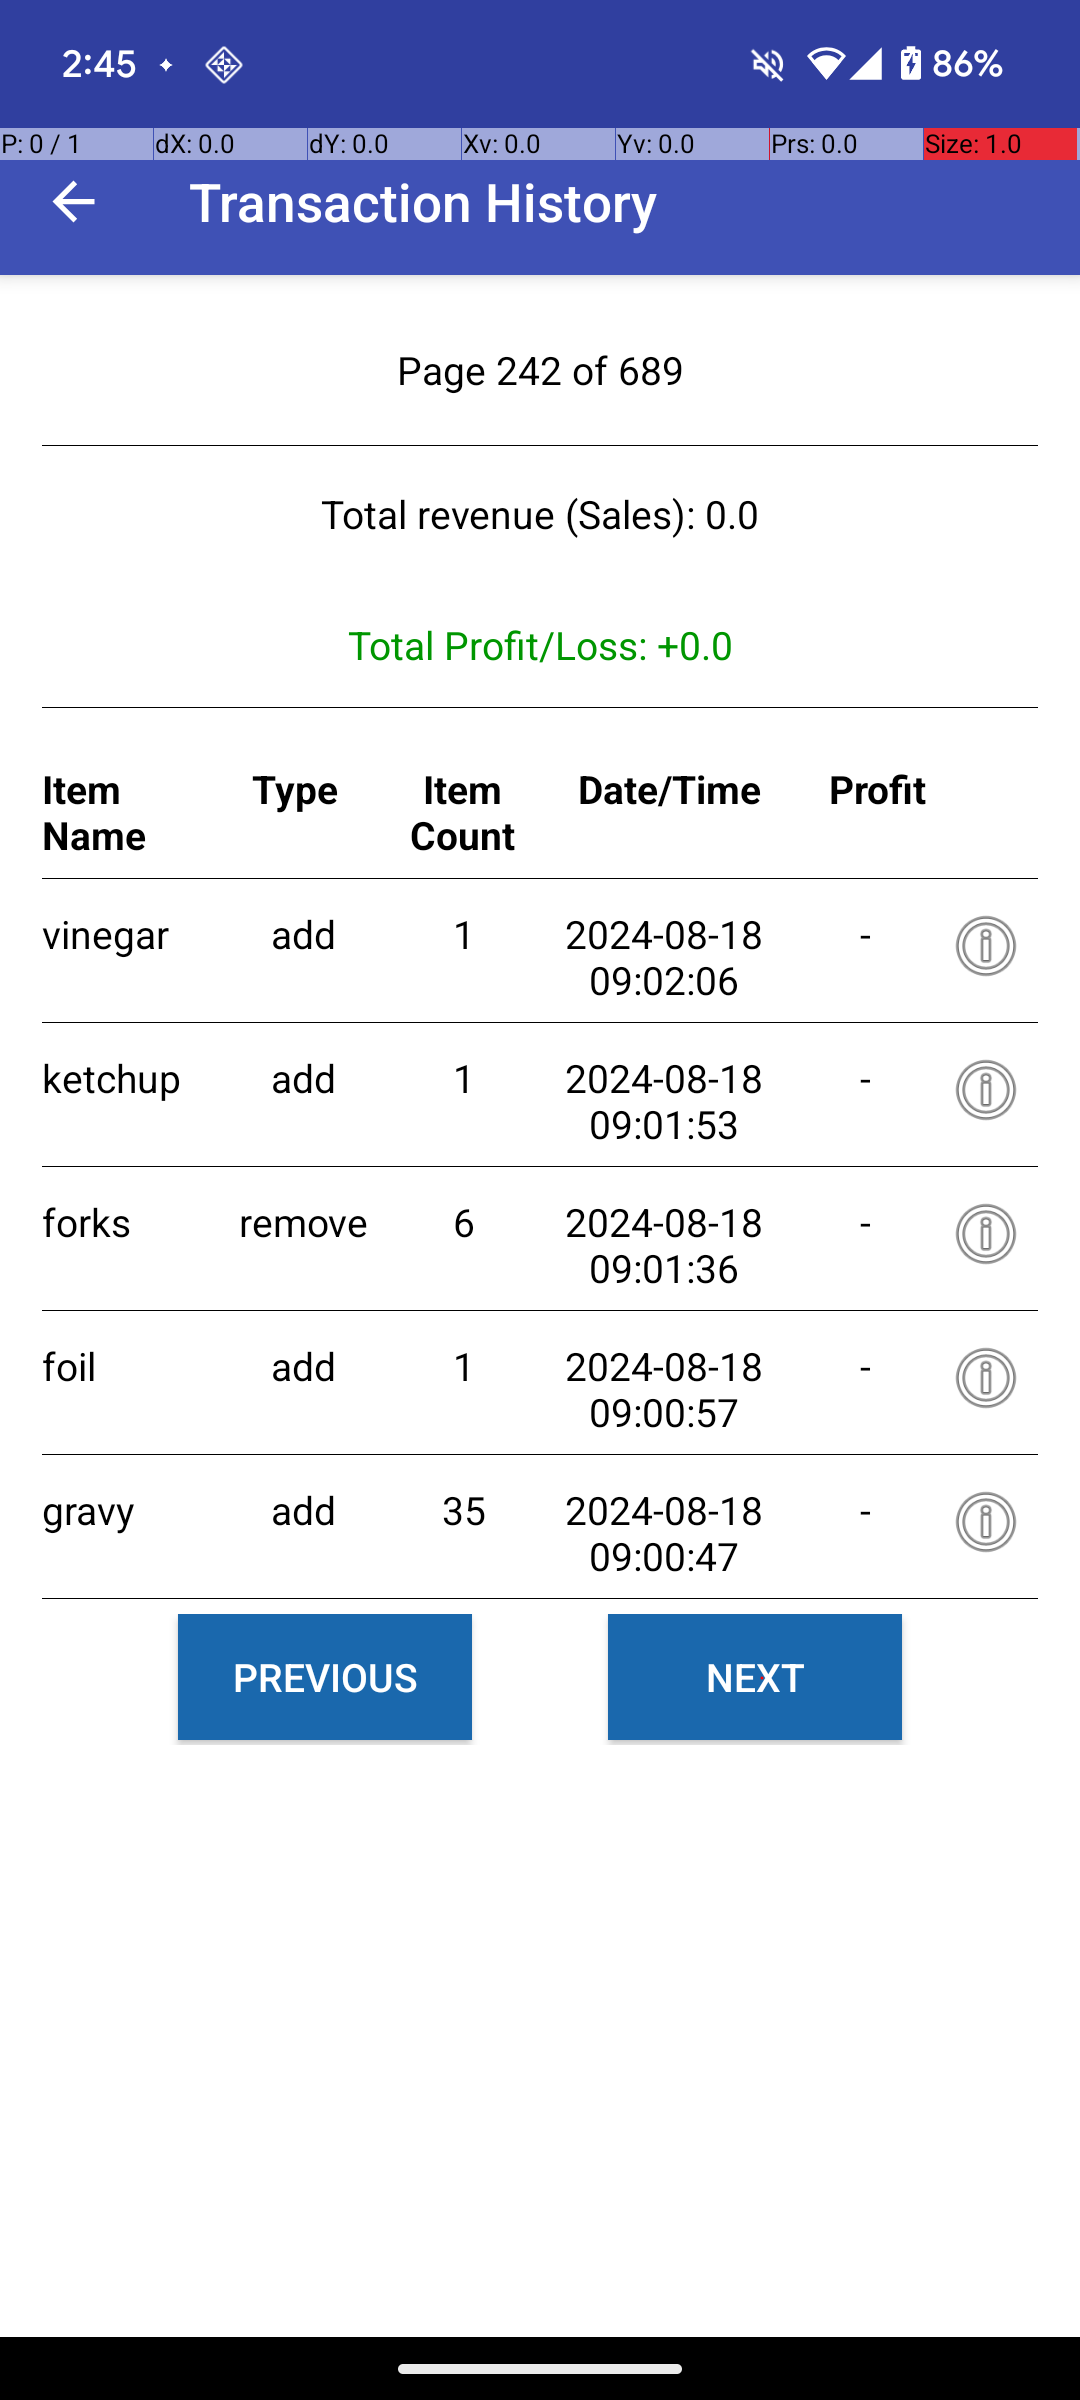 2:45 86%
P: 0 / 1 dX: 0.0 dY: 0.0 Xv: 0.0 Yv: 0.0 Prs: 0.0 Size: 1.0
Transaction History
Page 242 of 689
Total revenue (Sales): 0.0
Total Profit/Loss: +0.0
Item Name Type Item Count Date/Time Profit
vinegar add 1 2024-08-18 09:02:06 -
ketchup add 1 2024-08-18 09:01:53 -
forks remove 6 2024-08-18 09:01:36 -
foil add 1 2024-08-18 09:00:57 -
gravy add 35 2024-08-18 09:00:47 -
PREVIOUS NEXT